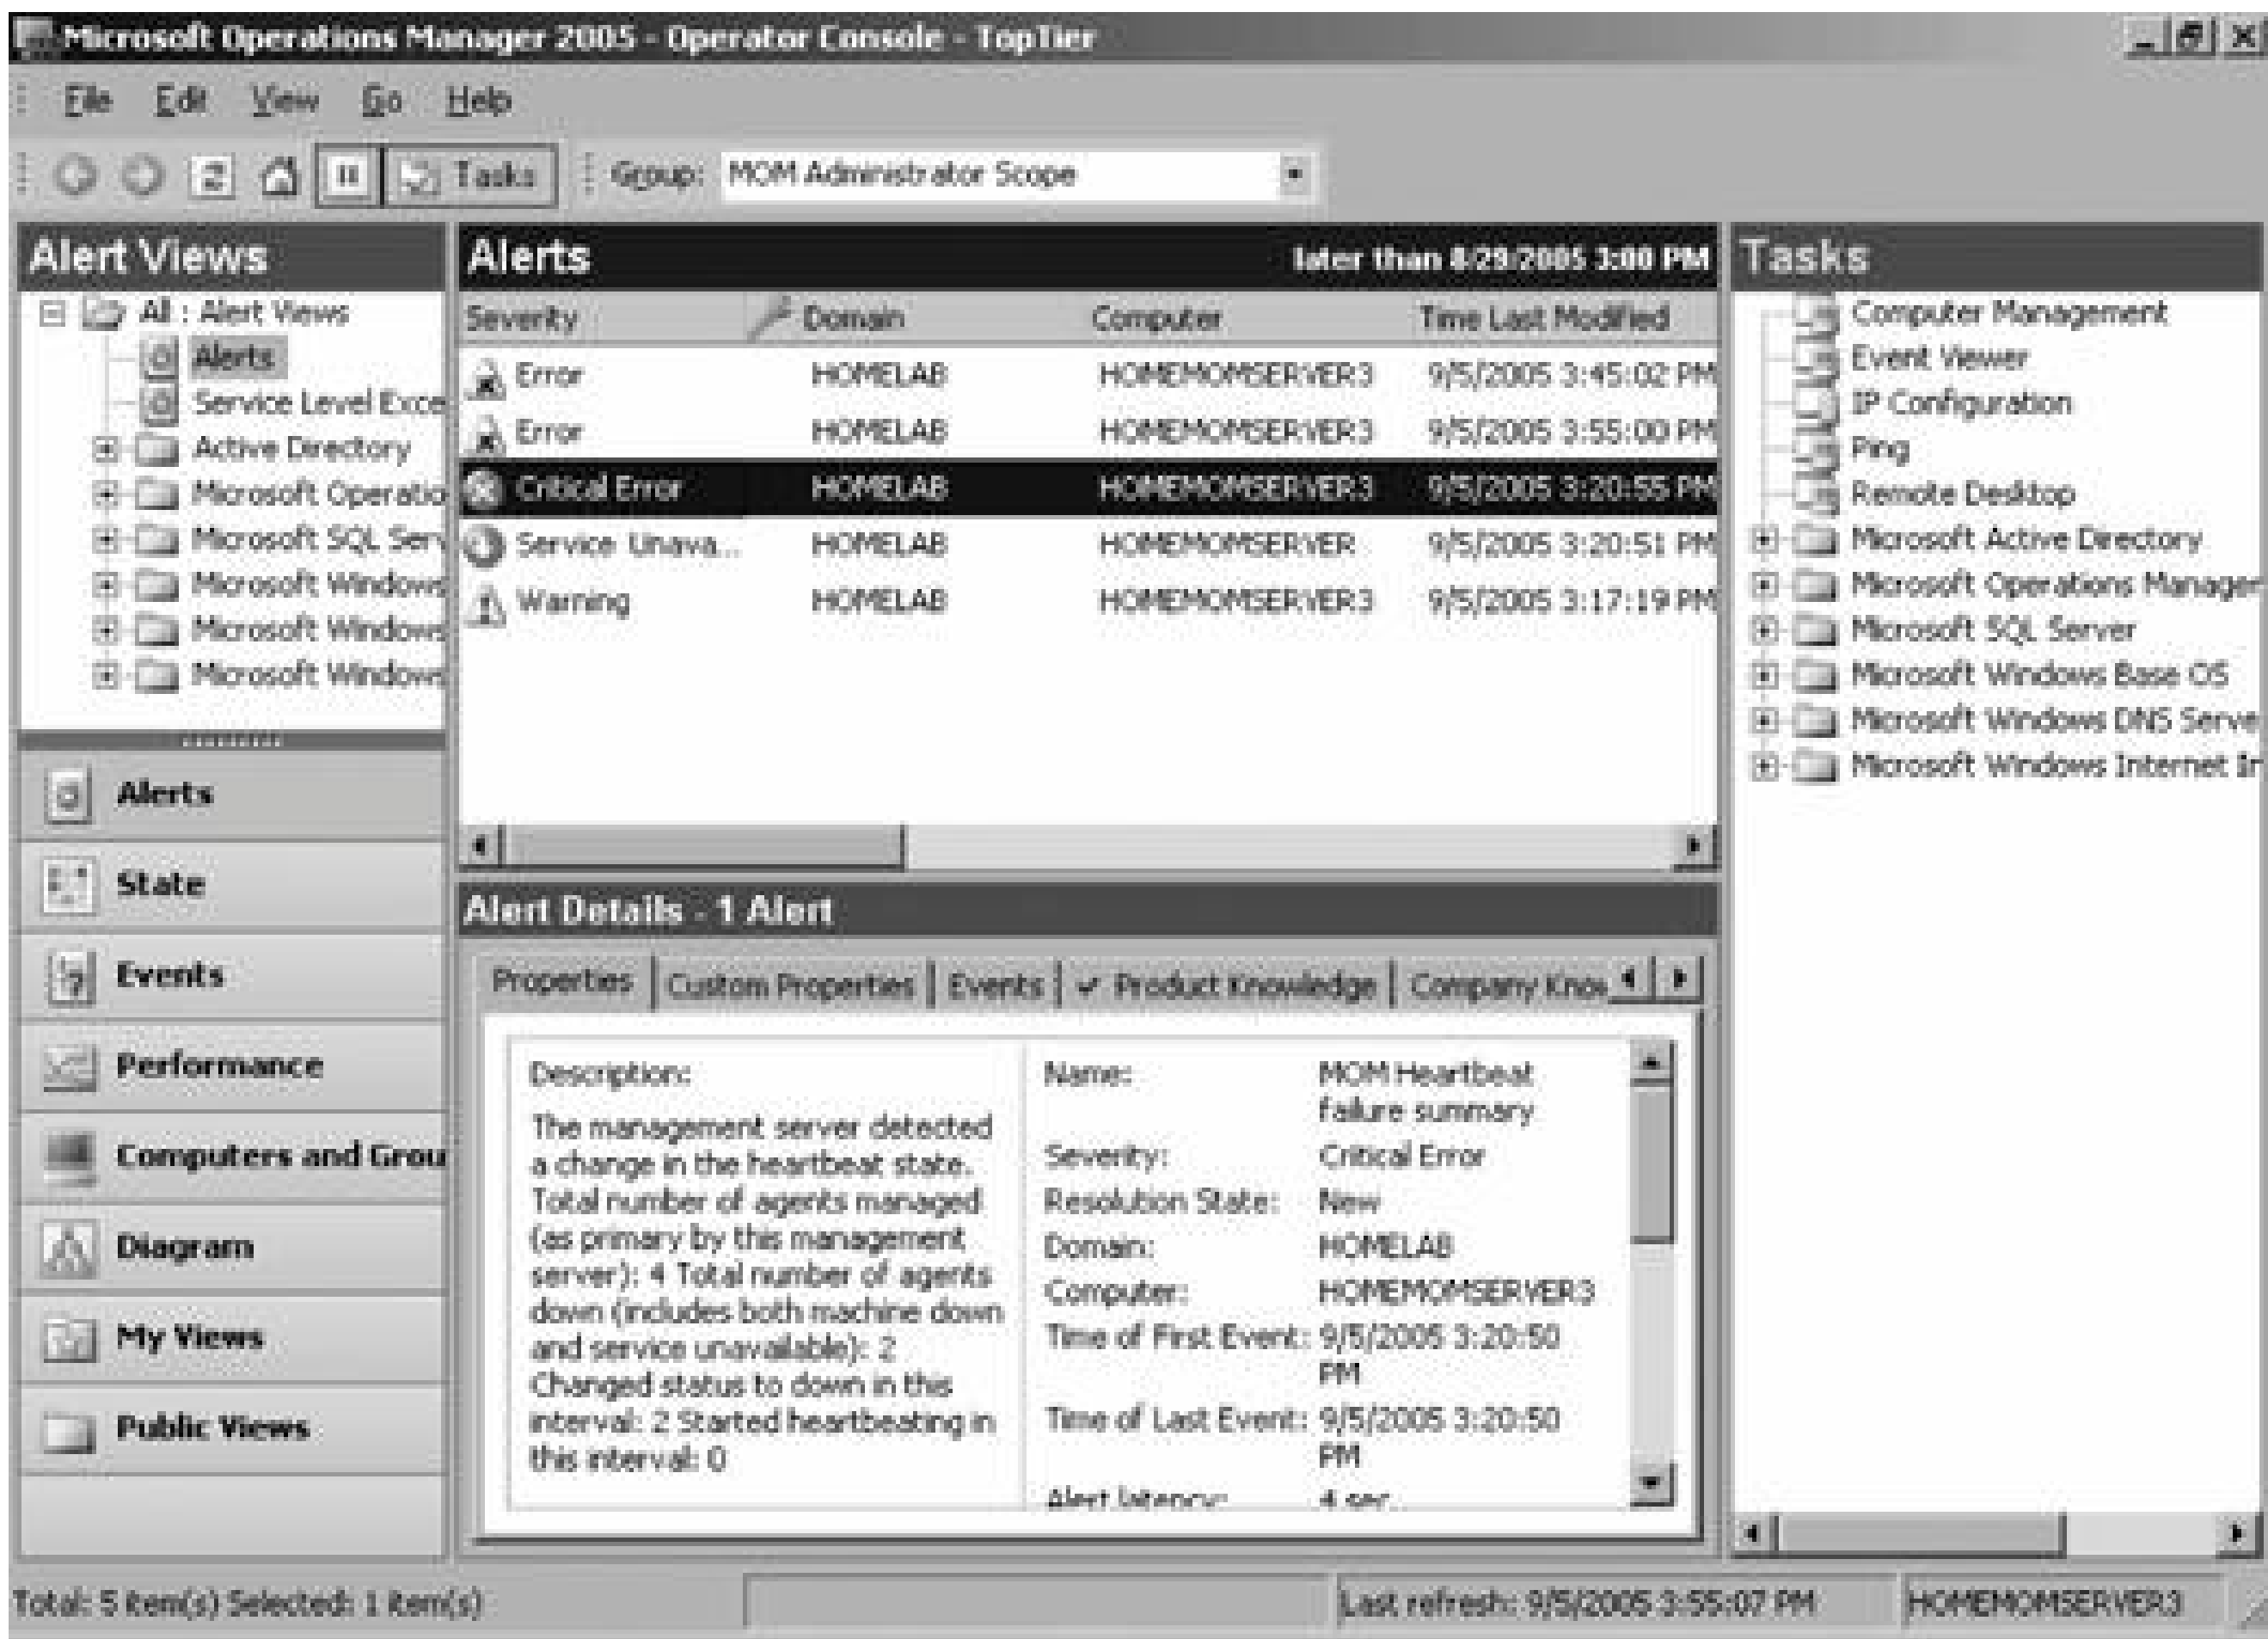 Microsoft Operations Manager 2005 - Operator Console - TopTier
File Edit View Go Help
Tasks Group: MOM Administrator Scope
Alert Views
All : Alert Views
Alerts
Service Level Exce
Active Directory
Microsoft Operatio
Microsoft SQL Serv
Microsoft Windows
Microsoft Windows
Microsoft Windows
Alerts
State
Events
Performance
Computers and Grou
Diagram
My Views
Public Views
Alerts later than 8/29/2005 3:00 PM
Severity Domain Computer Time Last Modified
Error HOMELAB HOMEMOMSERVER3 9/5/2005 3:45:02 PM
Error HOMELAB HOMEMOMSERVER3 9/5/2005 3:55:00 PM
Critical Error HOMELAB HOMEMOMSERVER3 9/5/2005 3:20:55 PM
Service Unava... HOMELAB HOMEMOMSERVER 9/5/2005 3:20:51 PM
Warning HOMELAB HOMEMOMSERVER3 9/5/2005 3:17:19 PM
Alert Details - 1 Alert
Properties Custom Properties Events Product Knowledge Company Know
Description:
The management server detected
a change in the heartbeat state.
Total number of agents managed
(as primary by this management
server): 4 Total number of agents
down (includes both machine down
and service unavailable): 2
Changed status to down in this
interval: 2 Started heartbeating in
this interval: 0
Name: MOM Heartbeat
failure summary
Severity: Critical Error
Resolution State: New
Domain: HOMELAB
Computer: HOMEMOMSERVER3
Time of First Event: 9/5/2005 3:20:50
PM
Time of Last Event: 9/5/2005 3:20:50
PM
Alert latency: 4 sec
Tasks
Computer Management
Event Viewer
IP Configuration
Ping
Remote Desktop
Microsoft Active Directory
Microsoft Operations Manager
Microsoft SQL Server
Microsoft Windows Base OS
Microsoft Windows DNS Serve
Microsoft Windows Internet In
Total: 5 item(s) Selected: 1 item(s)
Last refresh: 9/5/2005 3:55:07 PM
HOMEMOMSERVER3